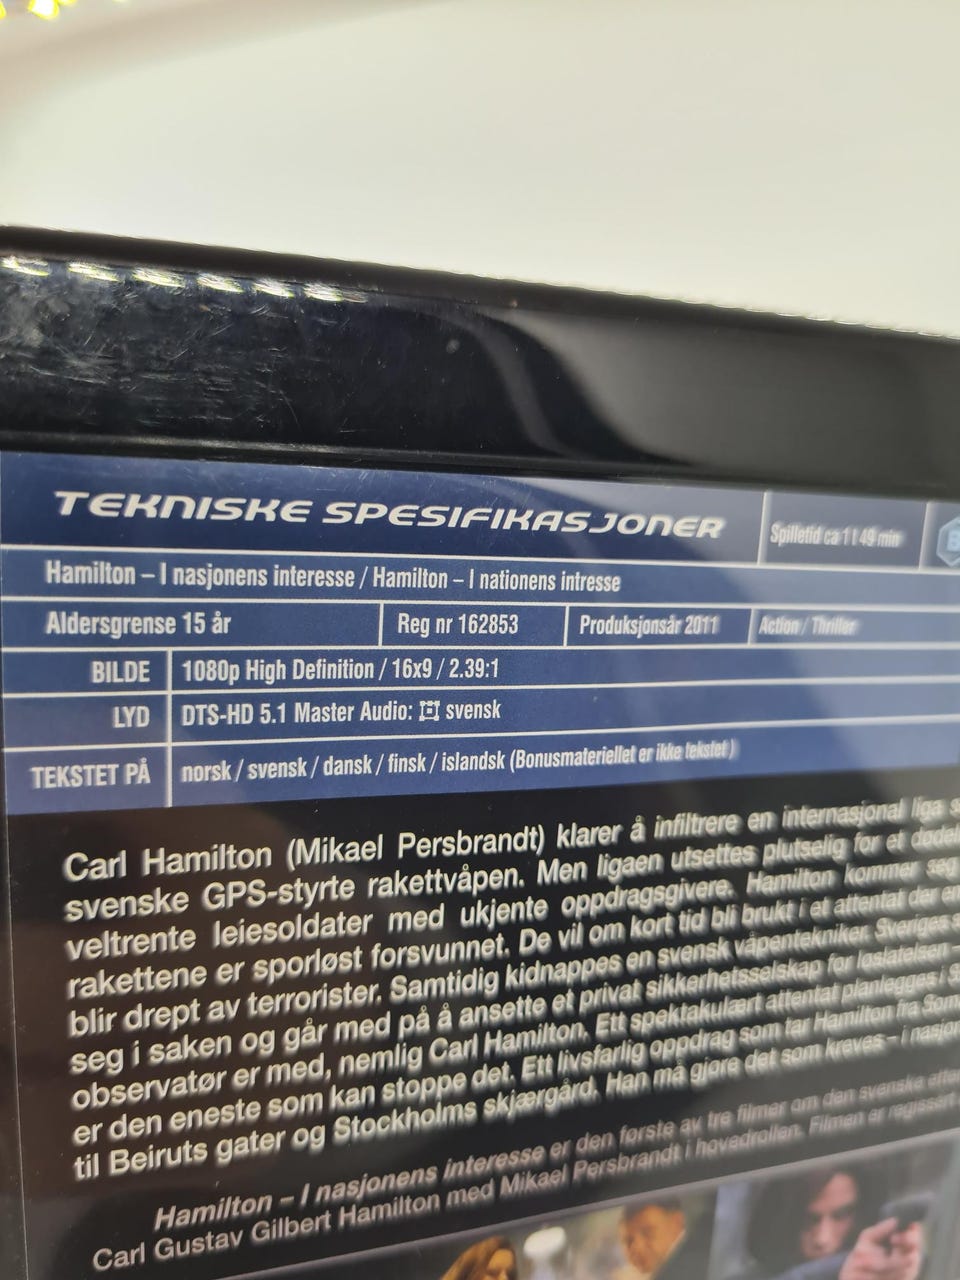 TEKNISKE SPESIFIKASJONER
Spilletid ca 1 t 49 min
Hamilton – I nasjonens interesse / Hamilton – I nationens intresse
Aldersgrense 15 år Reg nr 162853 Produksjonsår 2011 Action / Thriller
BILDE 1080p High Definition / 16x9 / 2.39:1
LYD DTS-HD 5.1 Master Audio: svensk
TEKSTET PÅ norsk / svensk / dansk / finsk / islandsk (Bonusmateriellet er ikke tekstet)
Carl Hamilton (Mikael Persbrandt) klarer å infiltrere en internasjonal liga
svenske GPS-styrte rakettvåpen. Men ligaen utsettes plutselig for et
veltrente leiesoldater med ukjente oppdragsgivere. Hamilton kommer seg
rakettene er sporløst forsvunnet. De vil om kort tid bli brukt i et attentat der
blir drept av terrorister. Samtidig kidnappes en svensk våpentekniker. Sveriges
seg i saken og går med på å ansette et privat sikkerhetsselskap for løslatelsen –
observatør er med, nemlig Carl Hamilton. Ett spektakulært attentat planlegges i
er den eneste som kan stoppe det. Ett livsfarlig oppdrag som tar Hamilton fra
til Beiruts gater og Stockholms skjærgård. Han må gjøre det som kreves – i
Hamilton – I nasjonens interesse er den første av tre filmer om den svenske
Carl Gustav Gilbert Hamilton med Mikael Persbrandt i hovedrollen. Filmen er regissert